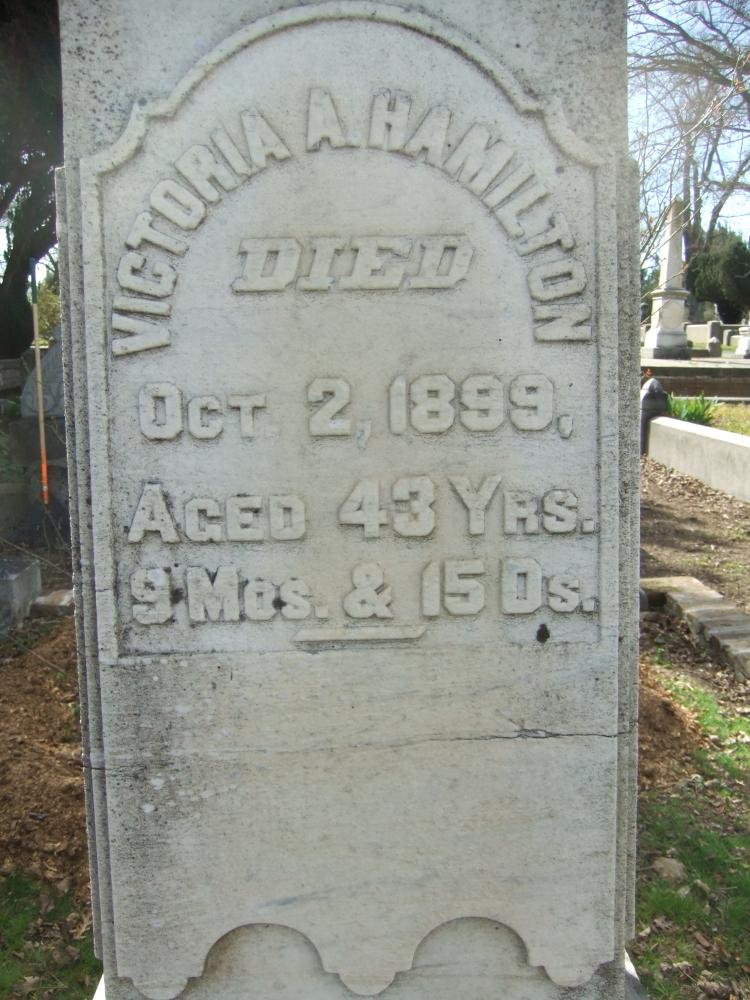 VICTORIA A. HAMILTON
DIED
OCT. 2, 1899,
AGED 43 YRS.
9 MOS. & 15 DS.